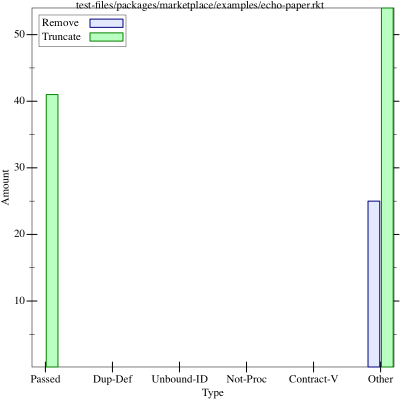 test-files/packages/marketplace/examples/echo-paper.rkt
Remove
Truncate
50
40
30
20
10
Amount
Passed Dup-Def Unbound-ID Not-Proc Contract-V Other
Type